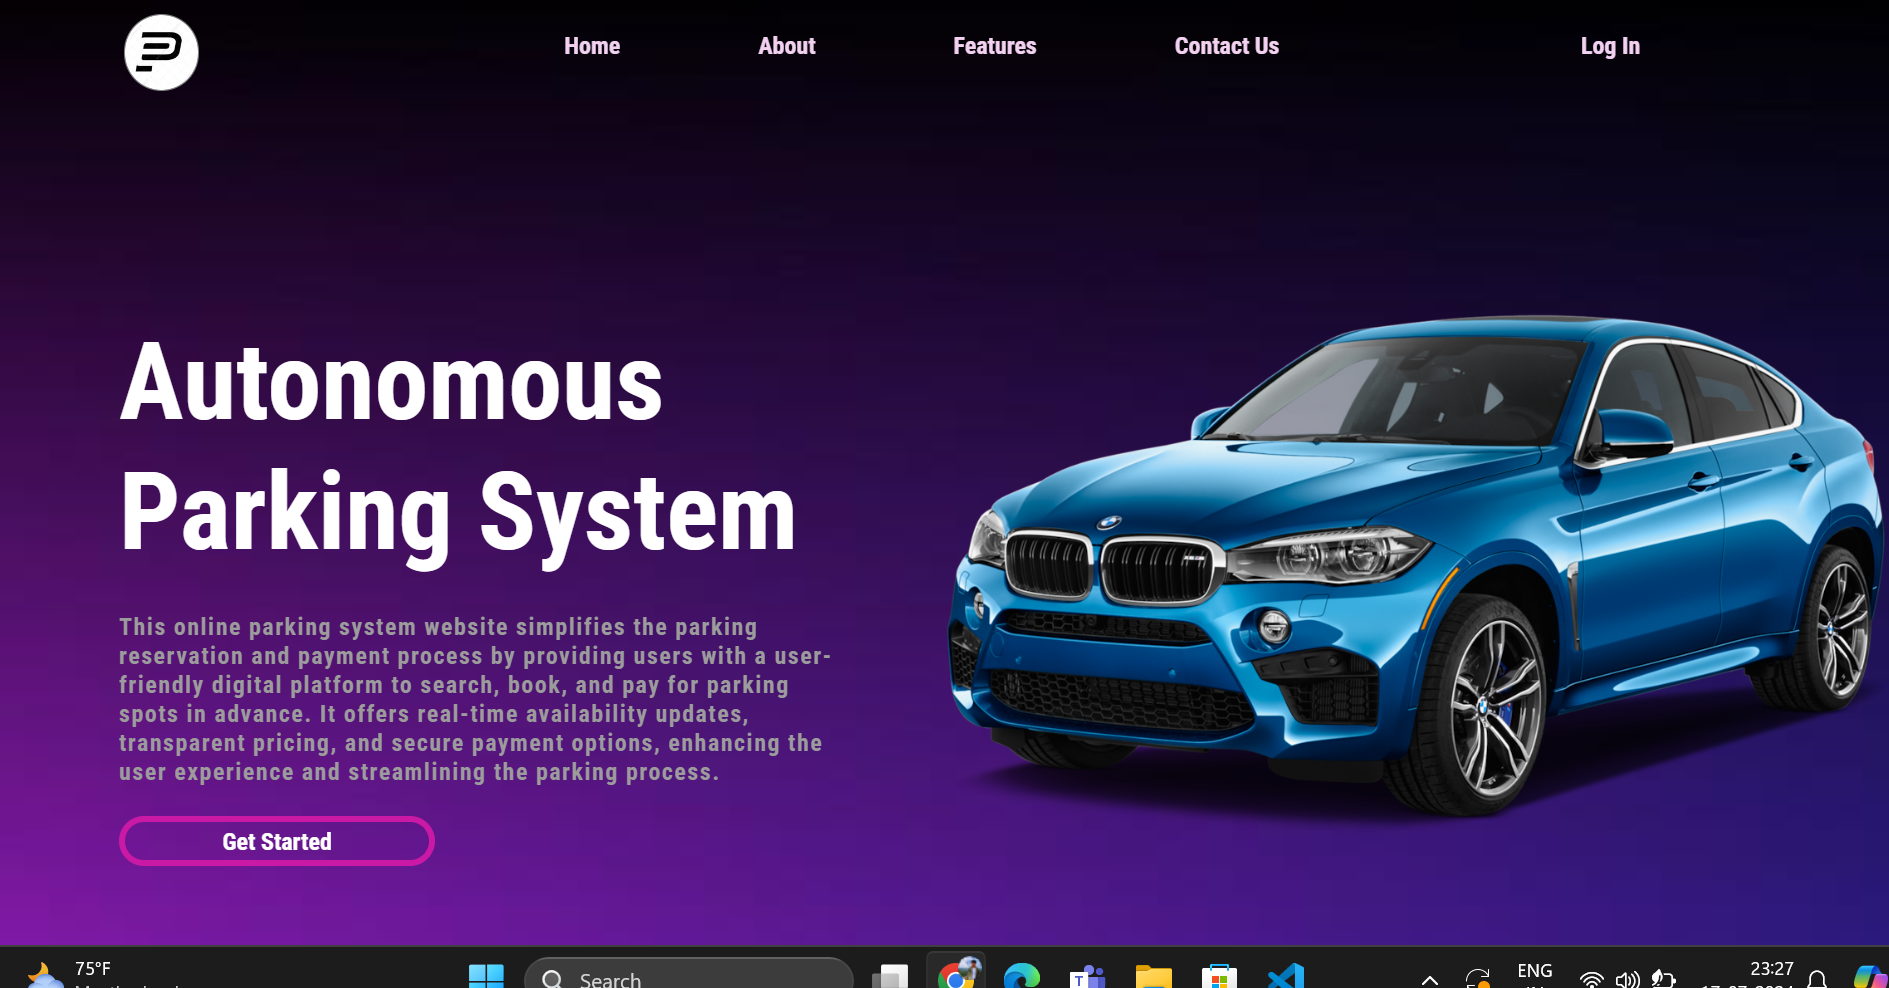 Home About Features Contact Us Log In
Autonomous
Parking System
This online parking system website simplifies the parking
reservation and payment process by providing users with a user-
friendly digital platform to search, book, and pay for parking
spots in advance. It offers real-time availability updates,
transparent pricing, and secure payment options, enhancing the
user experience and streamlining the parking process.
Get Started
75°F
Search
ENG
23:27